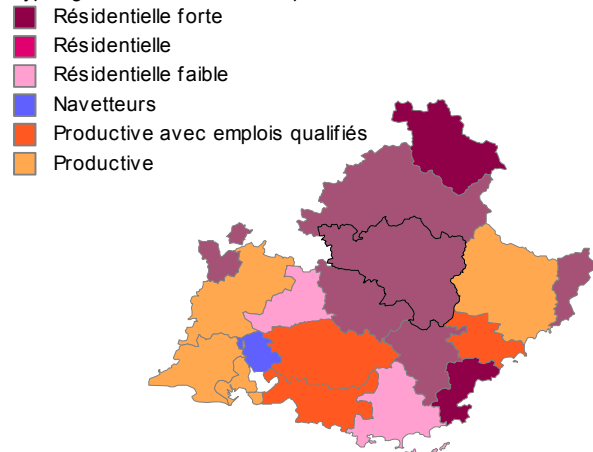 Résidentielle forte
Résidentielle
Résidentielle faible
Navetteurs
Productive avec emplois qualifiés
Productive